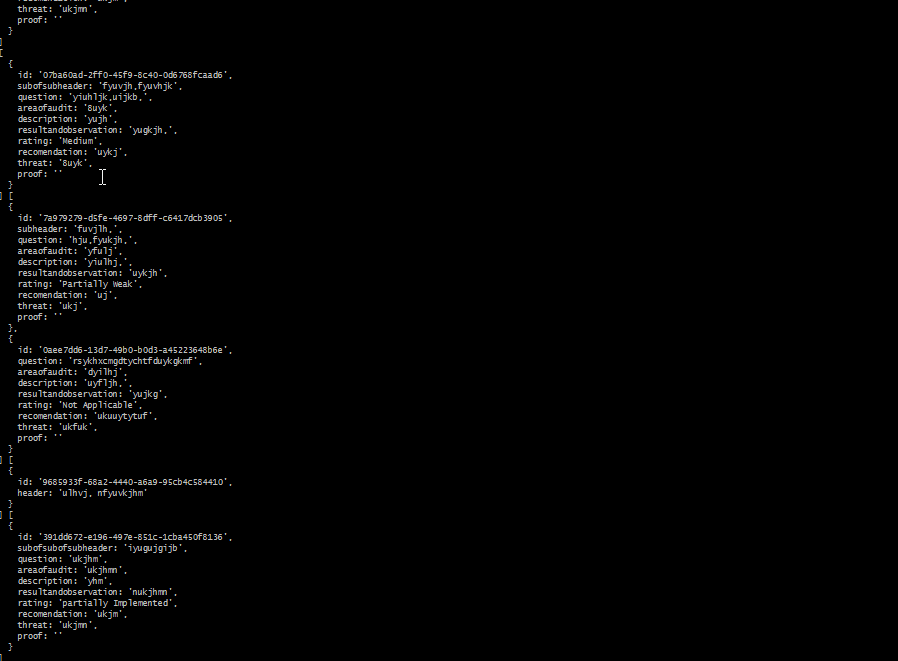 threat: 'ukjmn',
proof: ''
}
]
[
{
id: '07ba60ad-2ff0-45f9-8c40-0d6768fcaad6',
subofsubheader: 'fyuvjh,fyuvhjk',
question: 'yiuhljk,uijkb,',
areaofaudit: '8uyk',
description: 'yujh',
resultandobservation: 'yugkjh,',
rating: 'Medium',
recomendation: 'uykj',
threat: '8uyk',
proof: ''
}
] [
{
id: '7a979279-d5fe-4697-8dff-c6417dcb3905',
subheader: 'fuvjlh,',
question: 'hju,fyukjh,',
areaofaudit: 'yfulj',
description: 'yiulhj,',
resultandobservation: 'uykjh',
rating: 'Partially Weak',
recomendation: 'uj',
threat: 'ukj',
proof: ''
},
{
id: '0aee7dd6-13d7-49b0-b0d3-a45223648b6e',
question: 'rsykhxcmgdtychtfduykgkmf',
areaofaudit: 'dyilhj',
description: 'uyfljh,',
resultandobservation: 'yujkg',
rating: 'Not Applicable',
recomendation: 'ukuuytytuf',
threat: 'ukfuk',
proof: ''
}
] [
{
id: '9685933f-68a2-4440-a6a9-95cb4c584410',
header: 'ulhvj, nfyuvkjhm'
}
] [
{
id: '391dd672-e196-497e-851c-1cba450f8136',
subofsubofsubheader: 'iyugujgijb',
question: 'ukjhm',
areaofaudit: 'ukjhmn',
description: 'yhm',
resultandobservation: 'nukjhmn',
rating: 'partially Implemented',
recomendation: 'ukjm',
threat: 'ukjmn',
proof: ''
}
]